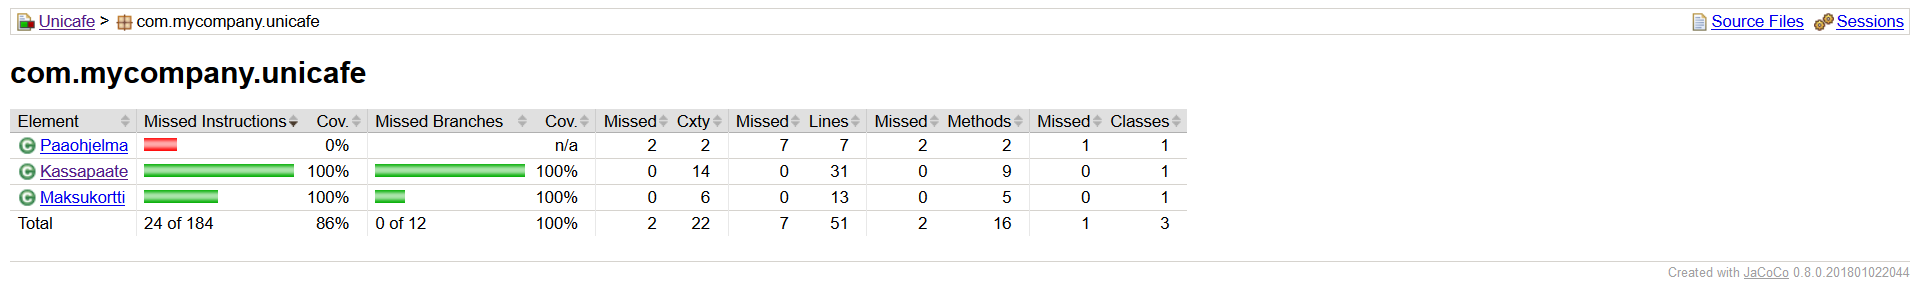 Unicafe > com.mycompany.unicafe Source Files Sessions
com.mycompany.unicafe
Element Missed Instructions Cov. Missed Branches Cov. Missed Cxty Missed Lines Missed Methods Missed Classes
Paaohjelma 0% n/a 2 2 7 7 2 2 1 1
Kassapaate 100% 100% 0 14 0 31 0 9 0 1
Maksukortti 100% 100% 0 6 0 13 0 5 0 1
Total 24 of 184 86% 0 of 12 100% 2 22 7 51 2 16 1 3
Created with JaCoCo 0.8.0.201801022044